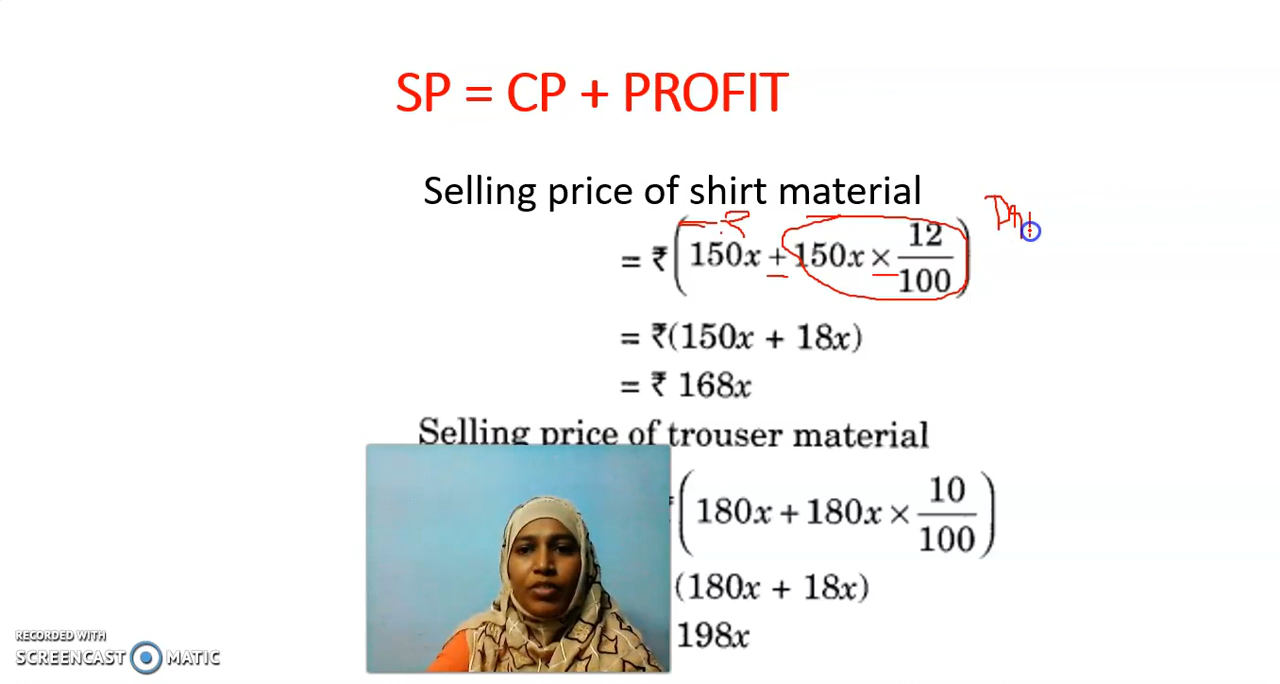 SP = CP + PROFIT
Selling price of shirt material
= ₹ (150x + 150x × 12/100)
= ₹(150x + 18x)
= ₹ 168x
Selling price of trouser material
(180x + 180x × 10/100)
(180x + 18x)
198x
RECORDED WITH
SCREENCAST MATIC